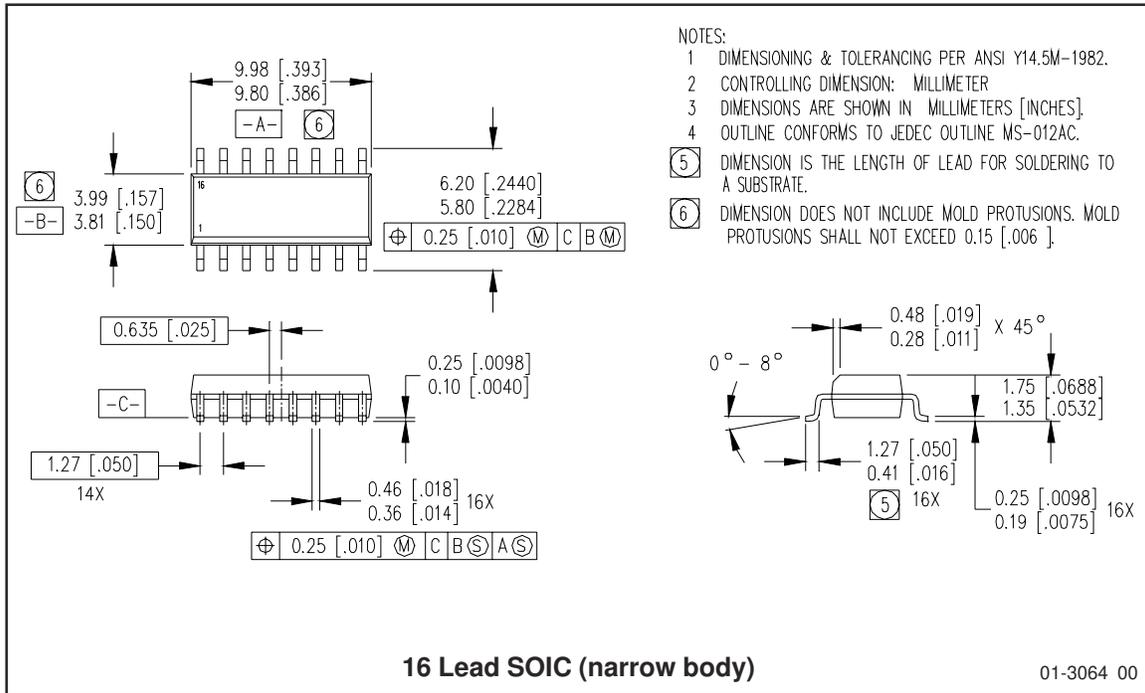 NOTES:
1 DIMENSIONING & TOLERANCING PER ANSI Y14.5M-1982.
2 CONTROLLING DIMENSION: MILLIMETER
3 DIMENSIONS ARE SHOWN IN MILLIMETERS [INCHES].
4 OUTLINE CONFORMS TO JEDEC OUTLINE MS-012AC.
5 DIMENSION IS THE LENGTH OF LEAD FOR SOLDERING TO
A SUBSTRATE.
6 DIMENSION DOES NOT INCLUDE MOLD PROTUSIONS. MOLD
PROTUSIONS SHALL NOT EXCEED 0.15 [.006 ].
9.98 [.393]
9.80 [.386]
-A- 6
6
3.99 [.157]
-B- 3.81 [.150]
16
1
6.20 [.2440]
5.80 [.2284]
⌖ 0.25 [.010] Ⓜ C B Ⓜ
0.635 [.025]
0.25 [.0098]
0.10 [.0040]
-C-
1.27 [.050]
14X
0.46 [.018]
0.36 [.014] 16X
⌖ 0.25 [.010] Ⓜ C B Ⓢ A Ⓢ
0.48 [.019]
0.28 [.011] X 45°
0°- 8°
1.75 [.0688]
1.35 [.0532]
1.27 [.050]
0.41 [.016]
5 16X
0.25 [.0098]
0.19 [.0075] 16X
16 Lead SOIC (narrow body)
01-3064 00